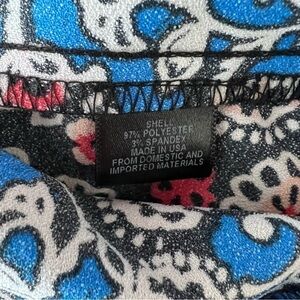 SHELL
97% POLYESTER
3% SPANDEX
MADE IN USA
FROM DOMESTIC AND
IMPORTED MATERIALS